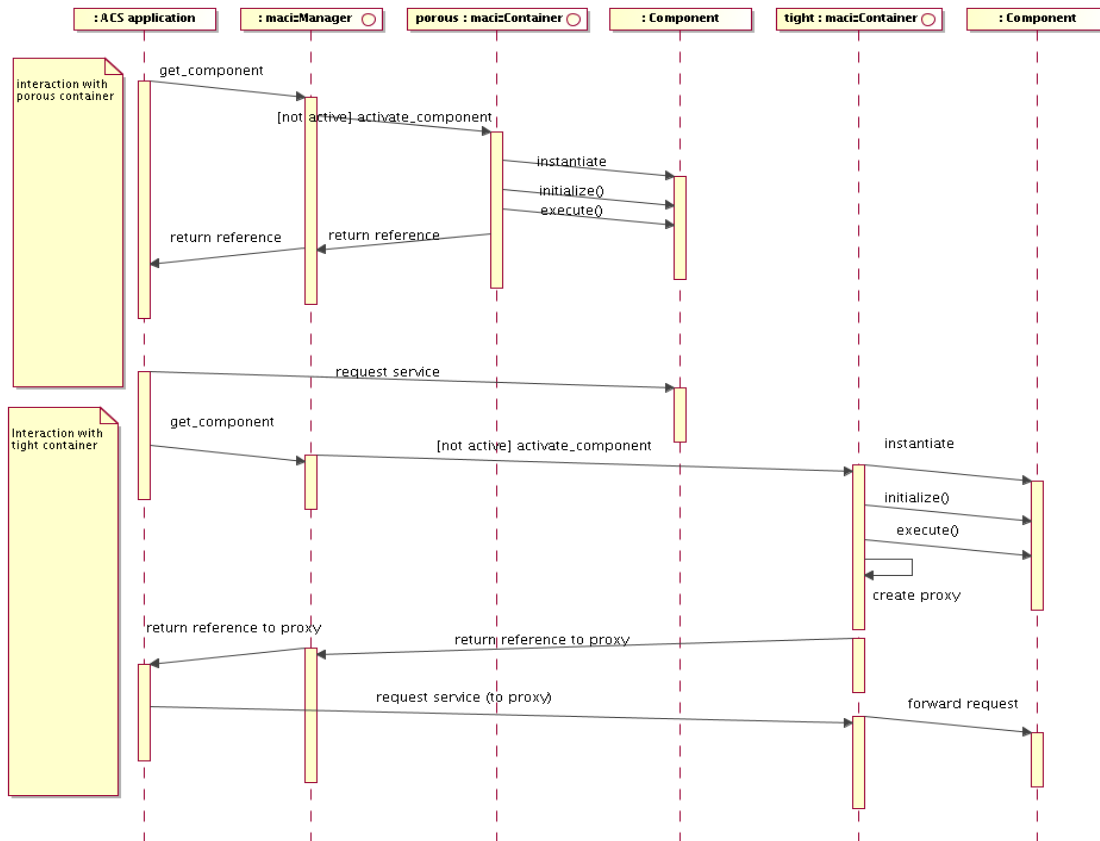 : ACS application
: maci::Manager
porous : maci::Container
: Component
tight : maci::Container
: Component
interaction with
porous container
get_component
[not active] activate_component
instantiate
initialize()
execute()
return reference
return reference
request service
Interaction with
tight container
get_component
[not active] activate_component
instantiate
initialize()
execute()
create proxy
return reference to proxy
return reference to proxy
request service (to proxy)
forward request